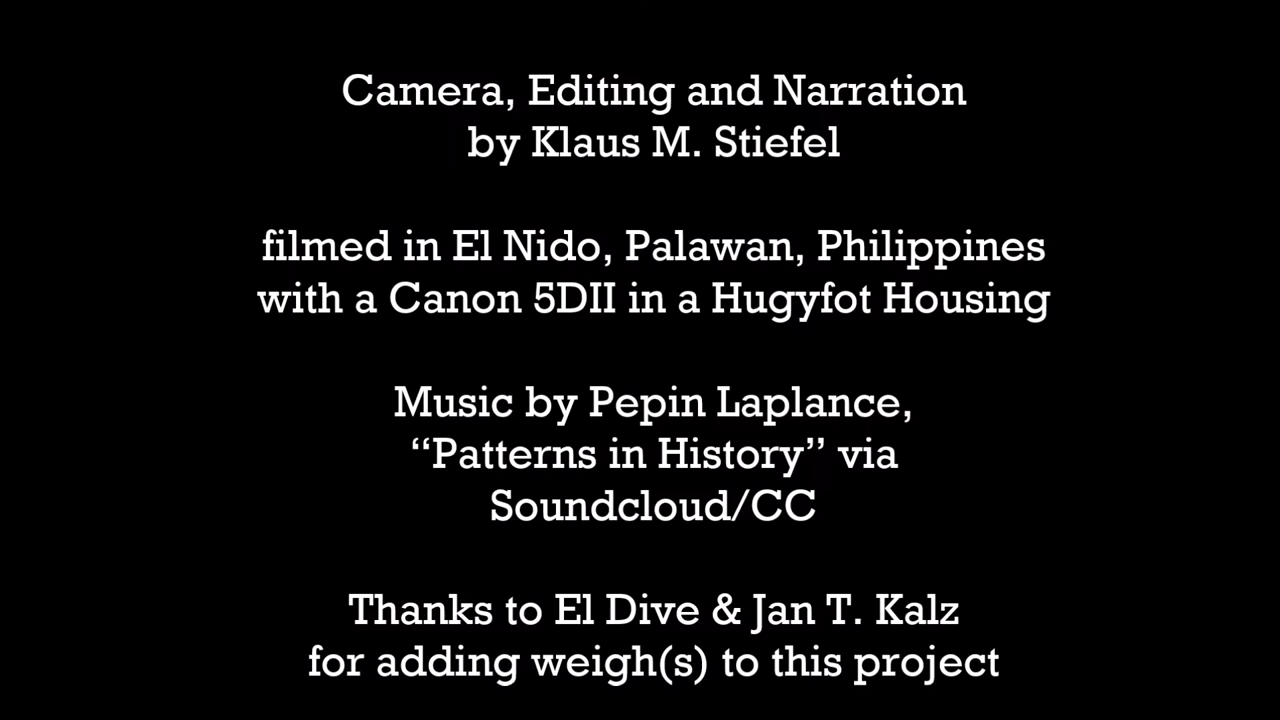 Camera, Editing and Narration
by Klaus M. Stiefel
filmed in El Nido, Palawan, Philippines
with a Canon 5DII in a Hugyfot Housing
Music by Pepin Laplance,
“Patterns in History” via
Soundcloud/CC
Thanks to El Dive & Jan T. Kalz
for adding weigh(s) to this project